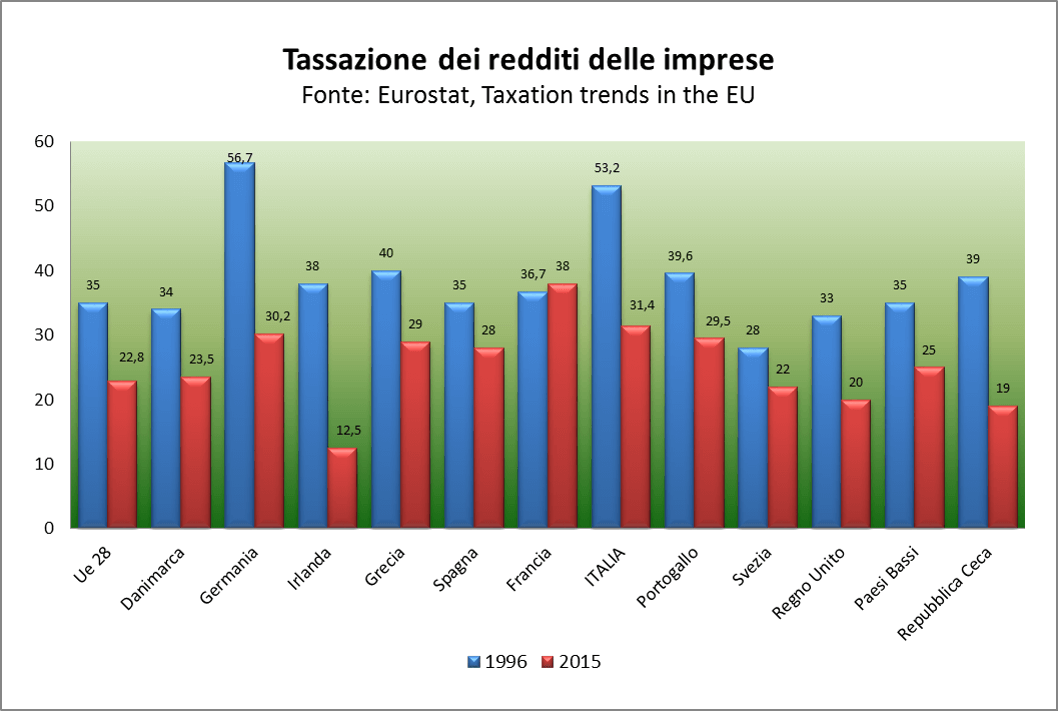 Tassazione dei redditi delle imprese
Fonte: Eurostat, Taxation trends in the EU
60
50
40
30
20
10
0
35
22,8
34
23,5
56,7
30,2
38
12,5
40
29
35
28
36,7
38
53,2
31,4
39,6
29,5
28
22
33
20
35
25
39
19
Ue 28
Danimarca
Germania
Irlanda
Grecia
Spagna
Francia
ITALIA
Portogallo
Svezia
Regno Unito
Paesi Bassi
Repubblica Ceca
1996
2015